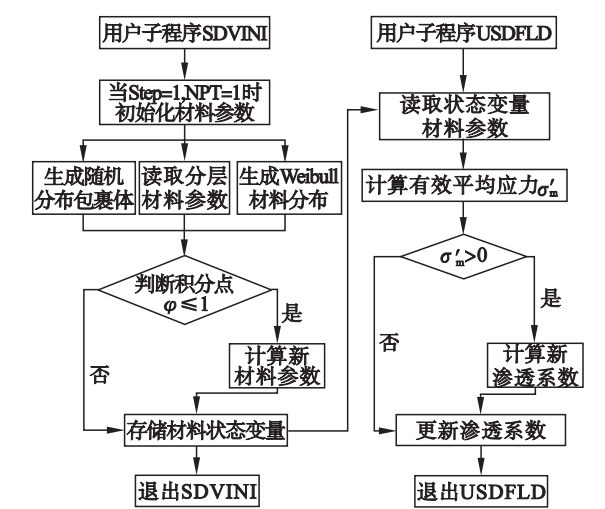 用户子程序SDVINI
当Step=1,NPT=1时
初始化材料参数
生成随机
分布包裹体
读取分层
材料参数
生成Weibull
材料分布
判断积分点
φ≤1
是
否
计算新
材料参数
存储材料状态变量
退出SDVINI
用户子程序USDFLD
读取状态变量
材料参数
计算有效平均应力σ′m
σ′m>0
是
否
计算新
渗透系数
更新渗透系数
退出USDFLD